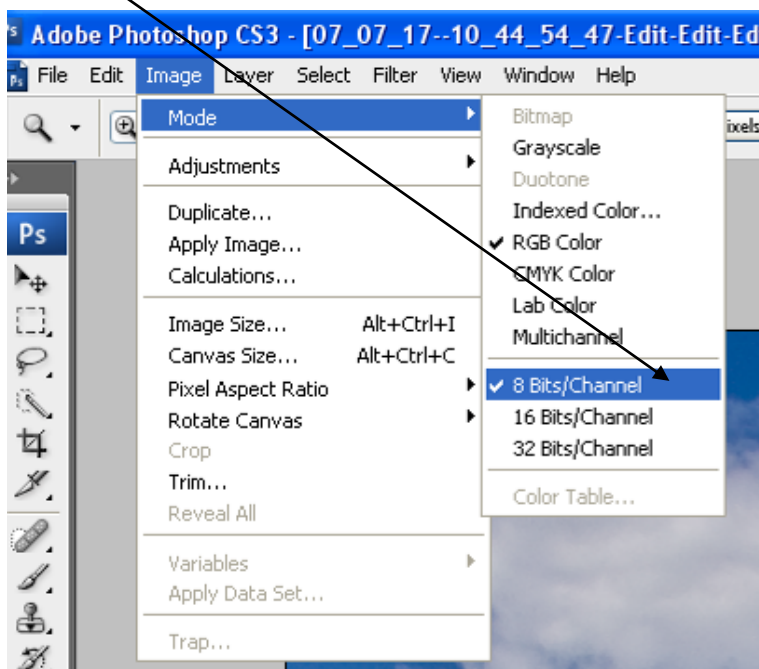 Adobe Photoshop CS3 - [07_07_17--10_44_54_47-Edit-Edit-Ed
File Edit Image Layer Select Filter View Window Help
ixels
Ps
Mode
Adjustments
Duplicate...
Apply Image...
Calculations...
Image Size... Alt+Ctrl+I
Canvas Size... Alt+Ctrl+C
Pixel Aspect Ratio
Rotate Canvas
Crop
Trim...
Reveal All
Variables
Apply Data Set...
Trap...
Bitmap
Grayscale
Duotone
Indexed Color...
RGB Color
CMYK Color
Lab Color
Multichannel
8 Bits/Channel
16 Bits/Channel
32 Bits/Channel
Color Table...